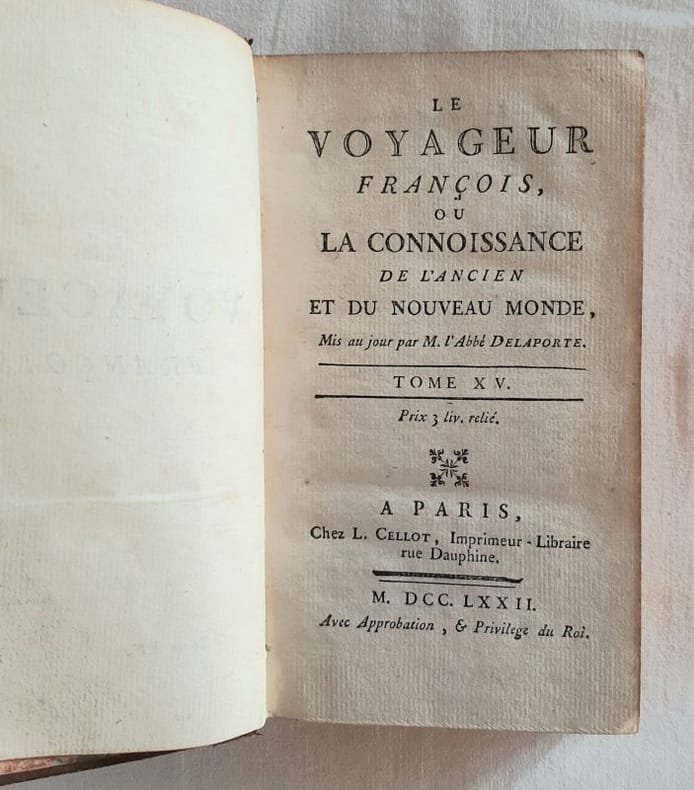 LE
VOYAGEUR
FRANÇOIS,
OU
LA CONNOISSANCE
DE L'ANCIEN
ET DU NOUVEAU MONDE,
Mis au jour par M. l'Abbé DELAPORTE.
TOME XV.
Prix 3 liv. relié.
A PARIS,
Chez L. CELLOT, Imprimeur-Libraire
rue Dauphine.
M. DCC. LXXII.
Avec Approbation, & Privilege du Roi.